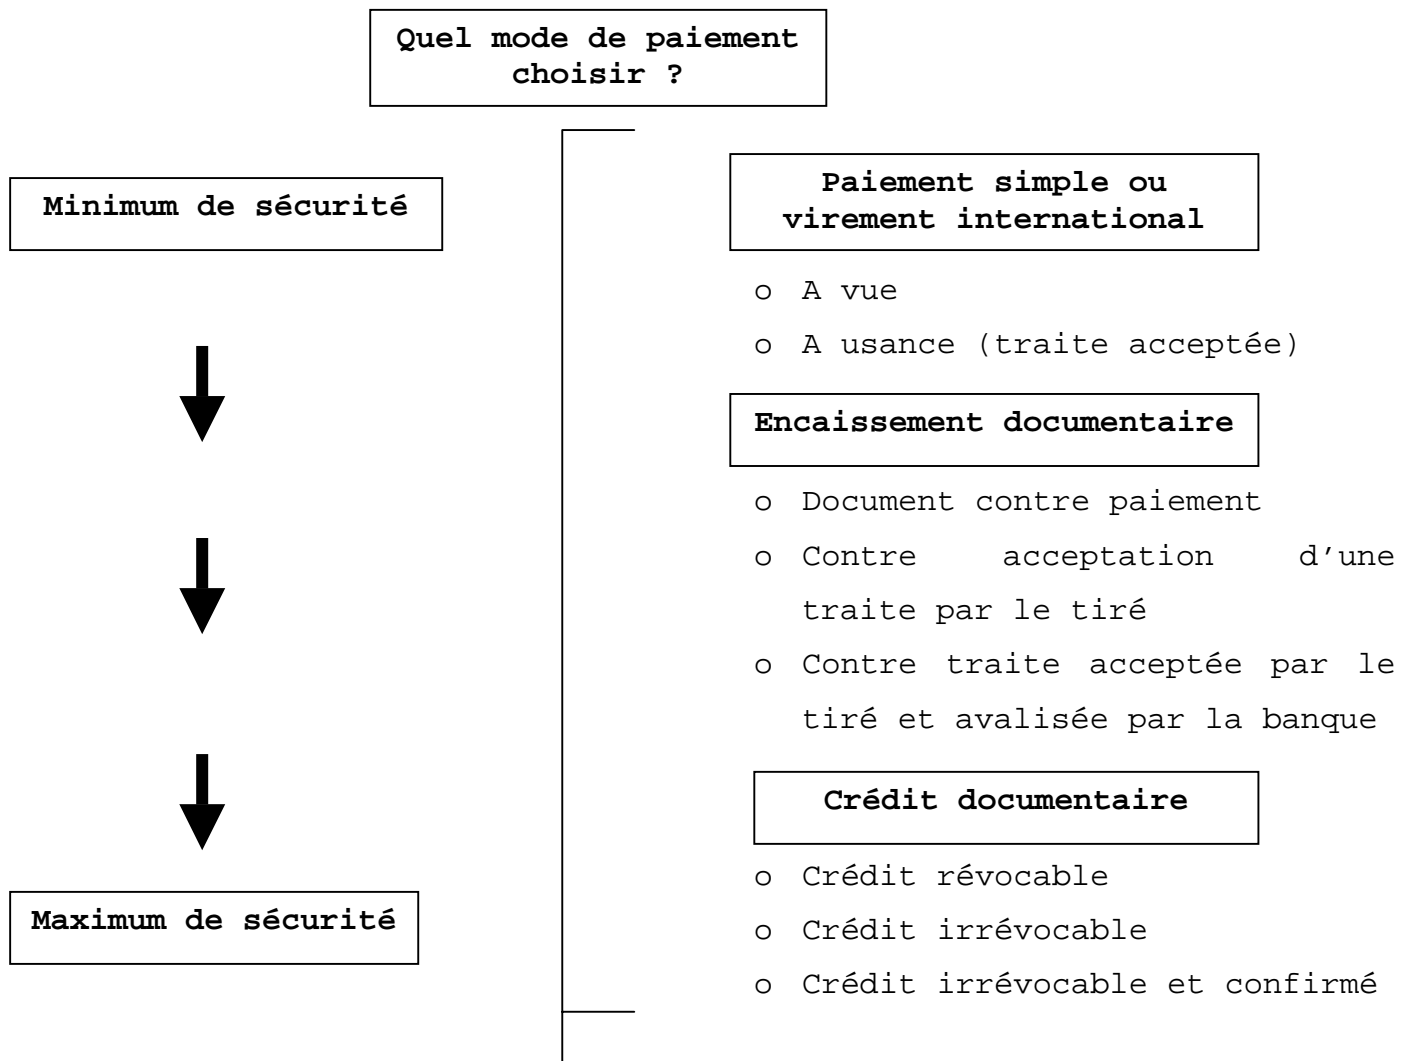 Quel mode de paiement
choisir ?
Minimum de sécurité
Paiement simple ou
virement international
o A vue
o A usance (traite acceptée)
Encaissement documentaire
o Document contre paiement
o Contre acceptation d’une
traite par le tiré
o Contre traite acceptée par le
tiré et avalisée par la banque
Crédit documentaire
o Crédit révocable
Maximum de sécurité
o Crédit irrévocable
o Crédit irrévocable et confirmé